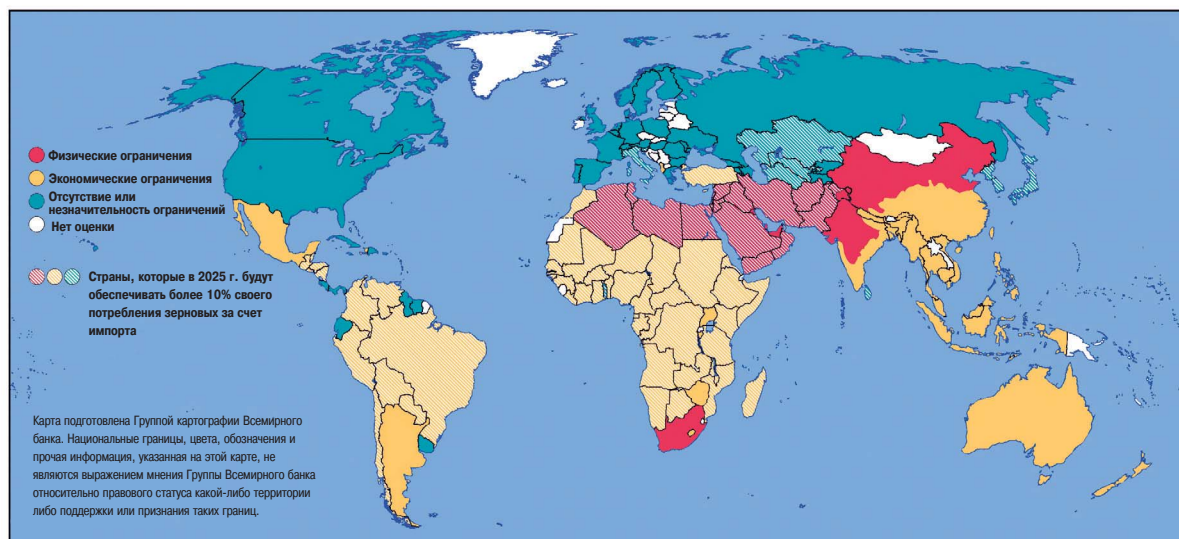 Физические ограничения
Экономические ограничения
Отсутствие или
незначительность ограничений
Нет оценки
Страны, которые в 2025 г. будут
обеспечивать более 10% своего
потребления зерновых за счет
импорта
Карта подготовлена Группой картографии Всемирного
банка. Национальные границы, цвета, обозначения и
прочая информация, указанная на этой карте, не
являются выражением мнения Группы Всемирного банка
относительно правового статуса какой-либо территории
либо поддержки или признания таких границ.